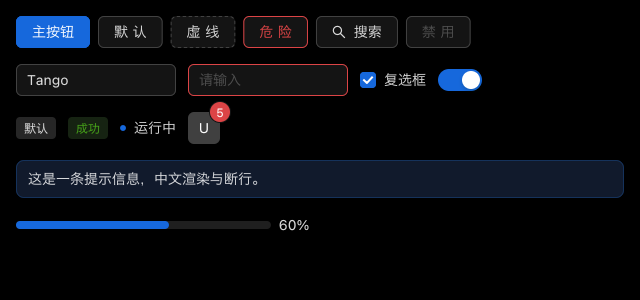 主按钮 默认 虚线 危险 搜索 禁用
Tango 请输入 复选框
默认 成功 运行中 U 5
这是一条提示信息，中文渲染与断行。
60%